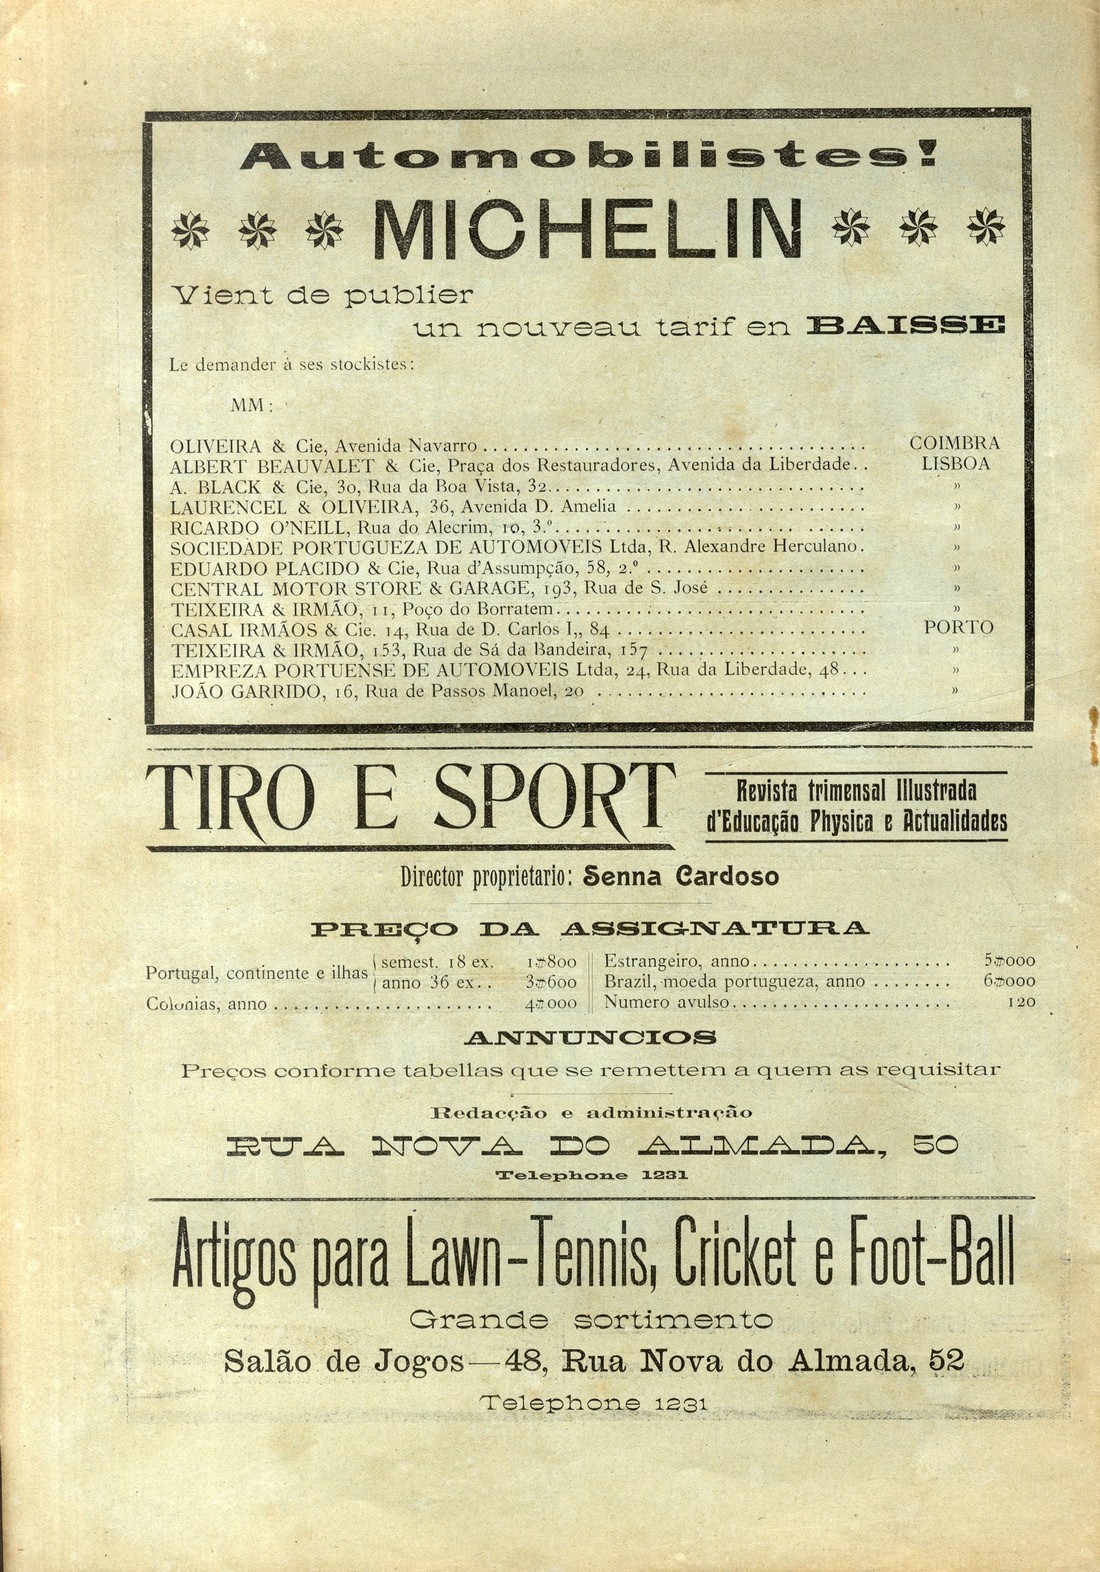 Automobilistes!
MICHELIN
Vient de publier
un nouveau tarif en BAISSE
Le demander à ses stockistes:
MM:
OLIVEIRA & Cie, Avenida Navarro ........ COIMBRA
ALBERT BEAUVALET & Cie, Praça dos Restauradores, Avenida da Liberdade.. LISBOA
A. BLACK & Cie, 30, Rua da Boa Vista, 32........ »
LAURENCEL & OLIVEIRA, 36, Avenida D. Amelia ........ »
RICARDO O'NEILL, Rua do Alecrim, 10, 3.º........ »
SOCIEDADE PORTUGUEZA DE AUTOMOVEIS Ltda, R. Alexandre Herculano. »
EDUARDO PLACIDO & Cie, Rua d'Assumpção, 58, 2.º ........ »
CENTRAL MOTOR STORE & GARAGE, 193, Rua de S. José ........ »
TEIXEIRA & IRMÃO, 11, Poço do Borratem........ »
CASAL IRMÃOS & Cie. 14, Rua de D. Carlos I,, 84 ........ PORTO
TEIXEIRA & IRMÃO, 153, Rua de Sá da Bandeira, 157 ........ »
EMPREZA PORTUENSE DE AUTOMOVEIS Ltda, 24, Rua da Liberdade, 48... »
JOÃO GARRIDO, 16, Rua de Passos Manoel, 20 ........ »
TIRO E SPORT
Revista trimensal Illustrada
d'Educação Physica e Actualidades
Director proprietario: Senna Cardoso
PREÇO DA ASSIGNATURA
Portugal, continente e ilhas
semest. 18 ex. 1$800
anno 36 ex.. 3$600
Colonias, anno ........ 4$000
Estrangeiro, anno........ 5$000
Brazil, moeda portugueza, anno ........ 6$000
Numero avulso........ 120
ANNUNCIOS
Preços conforme tabellas que se remettem a quem as requisitar
Redacção e administração
RUA NOVA DO ALMADA, 50
Telephone 1231
Artigos para Lawn-Tennis, Cricket e Foot-Ball
Grande sortimento
Salão de Jogos—48, Rua Nova do Almada, 52
Telephone 1231